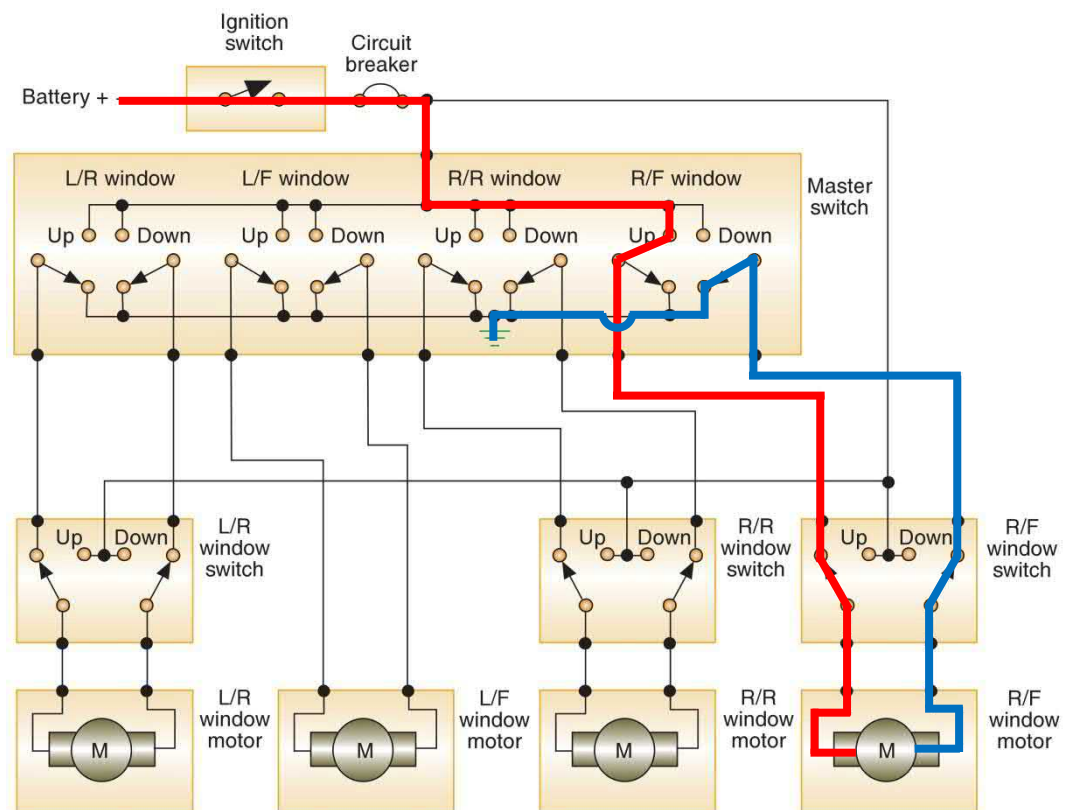 Ignition
switch
Circuit
breaker
Battery +
L/R window
L/F window
R/R window
R/F window
Master
switch
Up
Down
Up
Down
Up
Down
Up
Down
Up
Down
L/R
window
switch
Up
Down
R/R
window
switch
Up
Down
R/F
window
switch
M
L/R
window
motor
M
L/F
window
motor
M
R/R
window
motor
M
R/F
window
motor